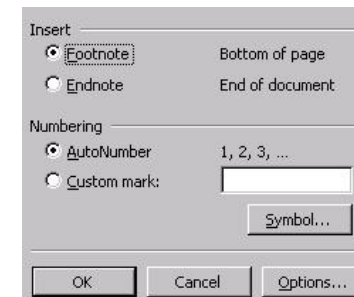 Insert
Footnote Bottom of page
Endnote End of document
Numbering
AutoNumber 1, 2, 3, ...
Custom mark:
Symbol...
OK Cancel Options...